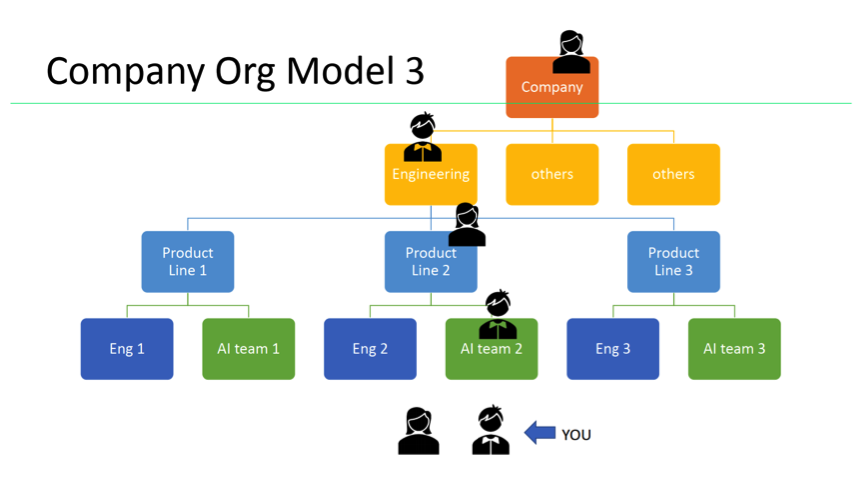 Company Org Model 3
Company
Engineering
others
others
Product
Line 1
Product
Line 2
Product
Line 3
Eng 1
AI team 1
Eng 2
AI team 2
Eng 3
AI team 3
YOU